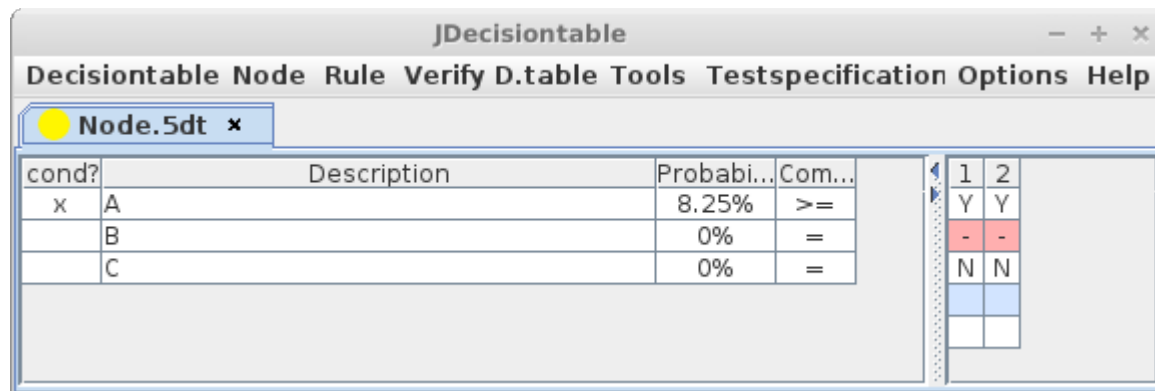 JDecisiontable
Decisiontable Node Rule Verify D.table Tools Testspecification Options Help
Node.5dt ×
cond? Description Probabi... Com... 1 2
x A 8.25% >= Y Y
B 0% = - -
C 0% = N N